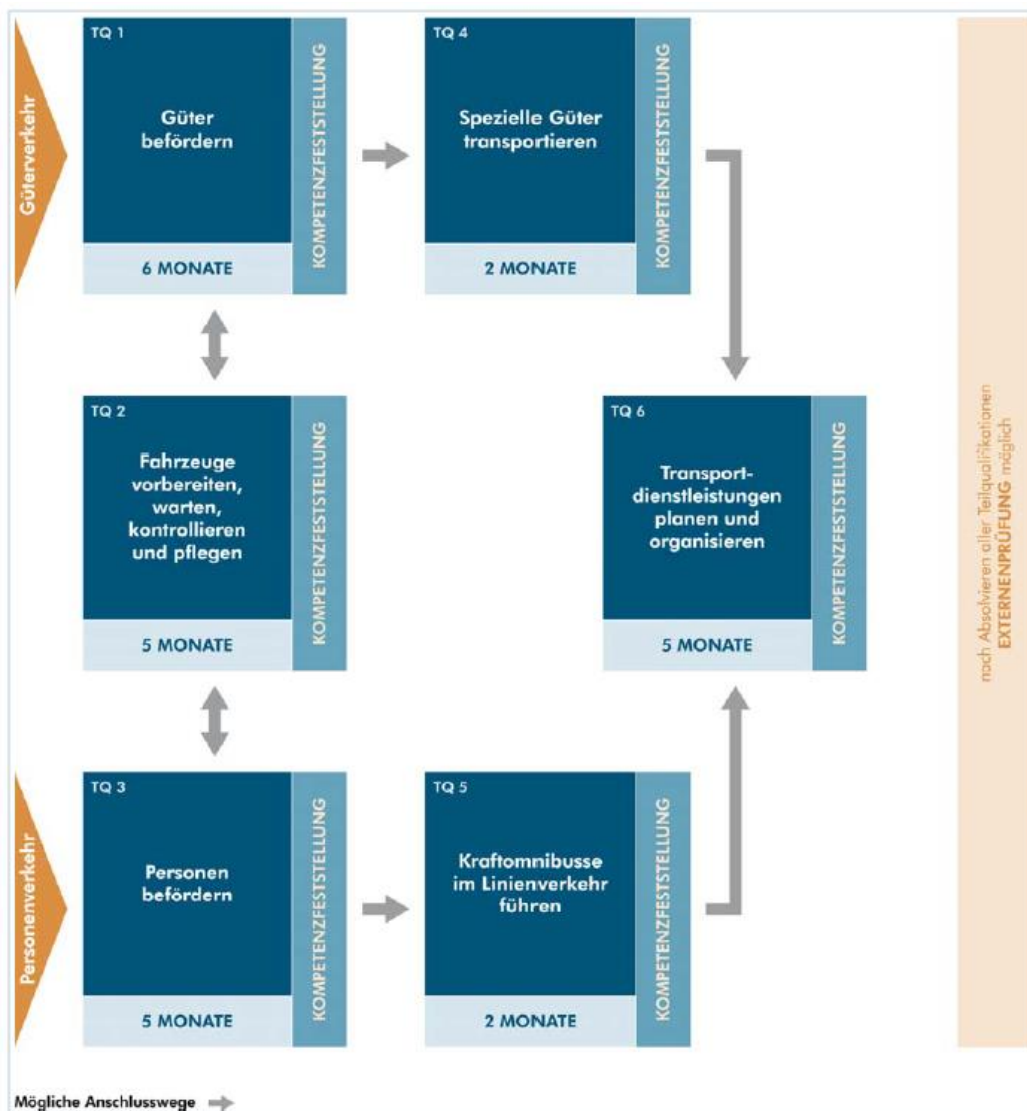 Güterverkehr
TQ 1
Güter
befördern
6 MONATE
KOMPETENZFESTSTELLUNG
TQ 4
Spezielle Güter
transportieren
2 MONATE
KOMPETENZFESTSTELLUNG
TQ 2
Fahrzeuge
vorbereiten,
warten,
kontrollieren
und pflegen
5 MONATE
KOMPETENZFESTSTELLUNG
TQ 6
Transport-
dienstleistungen
planen und
organisieren
5 MONATE
KOMPETENZFESTSTELLUNG
Personenverkehr
TQ 3
Personen
befördern
5 MONATE
KOMPETENZFESTSTELLUNG
TQ 5
Kraftomnibusse
im Linienverkehr
führen
2 MONATE
KOMPETENZFESTSTELLUNG
nach Absolvieren aller Teilqualifikationen
EXTERNENPRÜFUNG möglich
Mögliche Anschlusswege